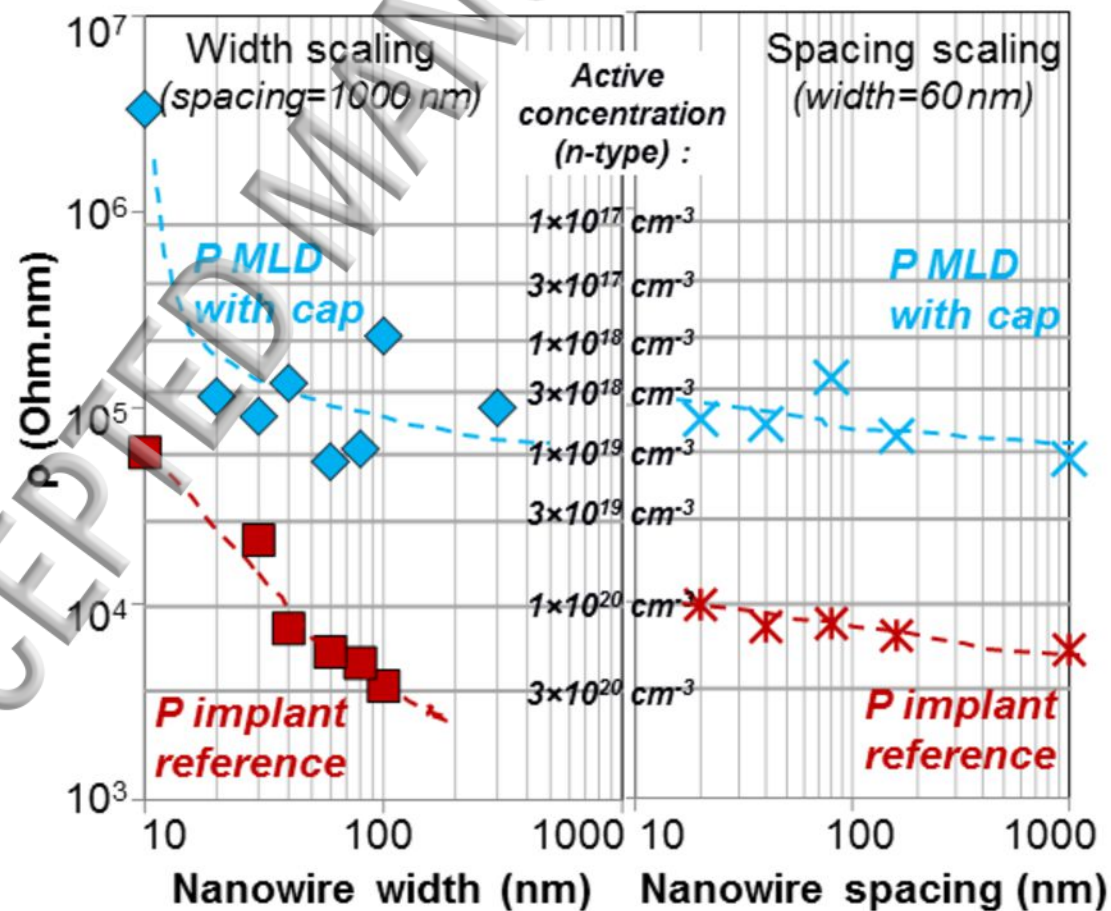 Width scaling
(spacing=1000 nm)
Active
concentration
(n-type) :
Spacing scaling
(width=60 nm)
10⁷
10⁶
10⁵
10⁴
10³
ρ (Ohm.nm)
P MLD
with cap
P implant
reference
1×10¹⁷ cm⁻³
3×10¹⁷ cm⁻³
1×10¹⁸ cm⁻³
3×10¹⁸ cm⁻³
1×10¹⁹ cm⁻³
3×10¹⁹ cm⁻³
1×10²⁰ cm⁻³
3×10²⁰ cm⁻³
P MLD
with cap
P implant
reference
10 100 1000
10 100 1000
Nanowire width (nm)
Nanowire spacing (nm)
CEPTED MAN